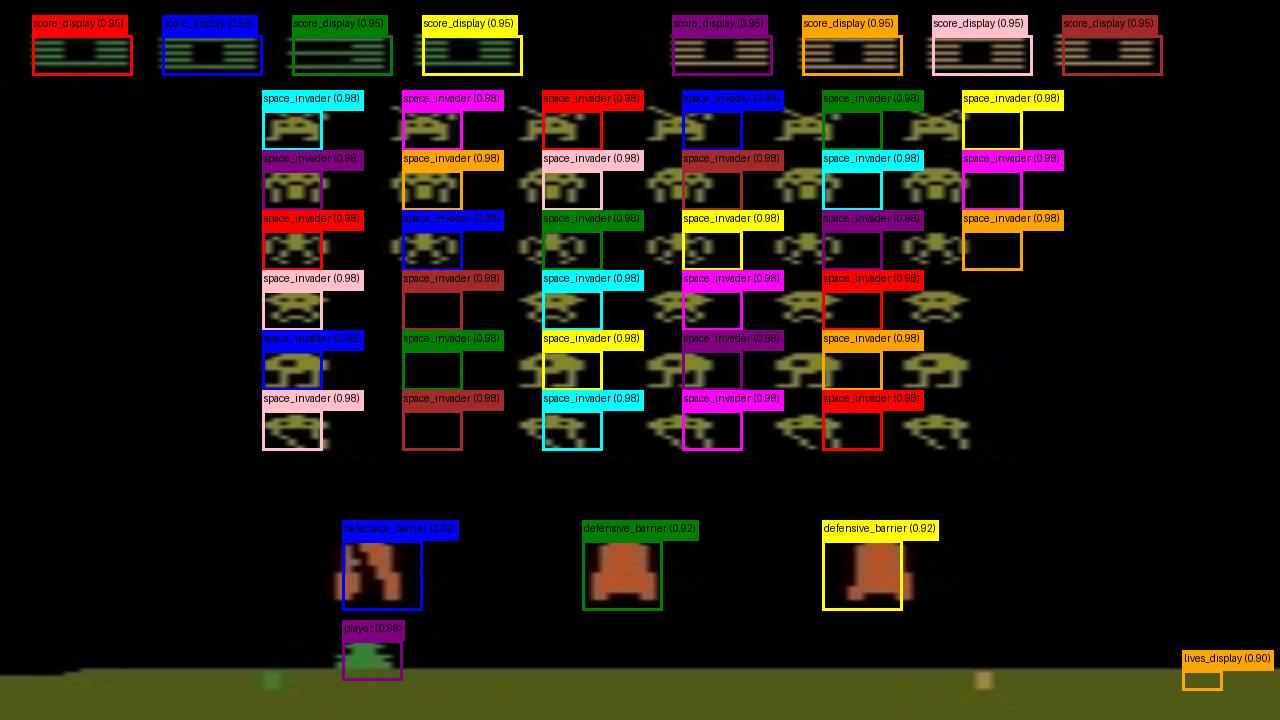 score_display (0.95) score_display (0.95) score_display (0.95) score_display (0.95) score_display (0.95) score_display (0.95) score_display (0.95) score_display (0.95)
space_invader (0.98) space_invader (0.98) space_invader (0.98) space_invader (0.98) space_invader (0.98) space_invader (0.98)
space_invader (0.98) space_invader (0.98) space_invader (0.98) space_invader (0.98) space_invader (0.98) space_invader (0.98)
space_invader (0.98) space_invader (0.98) space_invader (0.98) space_invader (0.98) space_invader (0.98) space_invader (0.98)
space_invader (0.98) space_invader (0.98) space_invader (0.98) space_invader (0.98) space_invader (0.98)
space_invader (0.98) space_invader (0.98) space_invader (0.98) space_invader (0.98) space_invader (0.98)
space_invader (0.98) space_invader (0.98) space_invader (0.98) space_invader (0.98) space_invader (0.98)
defensive_barrier (0.92) defensive_barrier (0.92) defensive_barrier (0.92)
player (0.99)
lives_display (0.90)